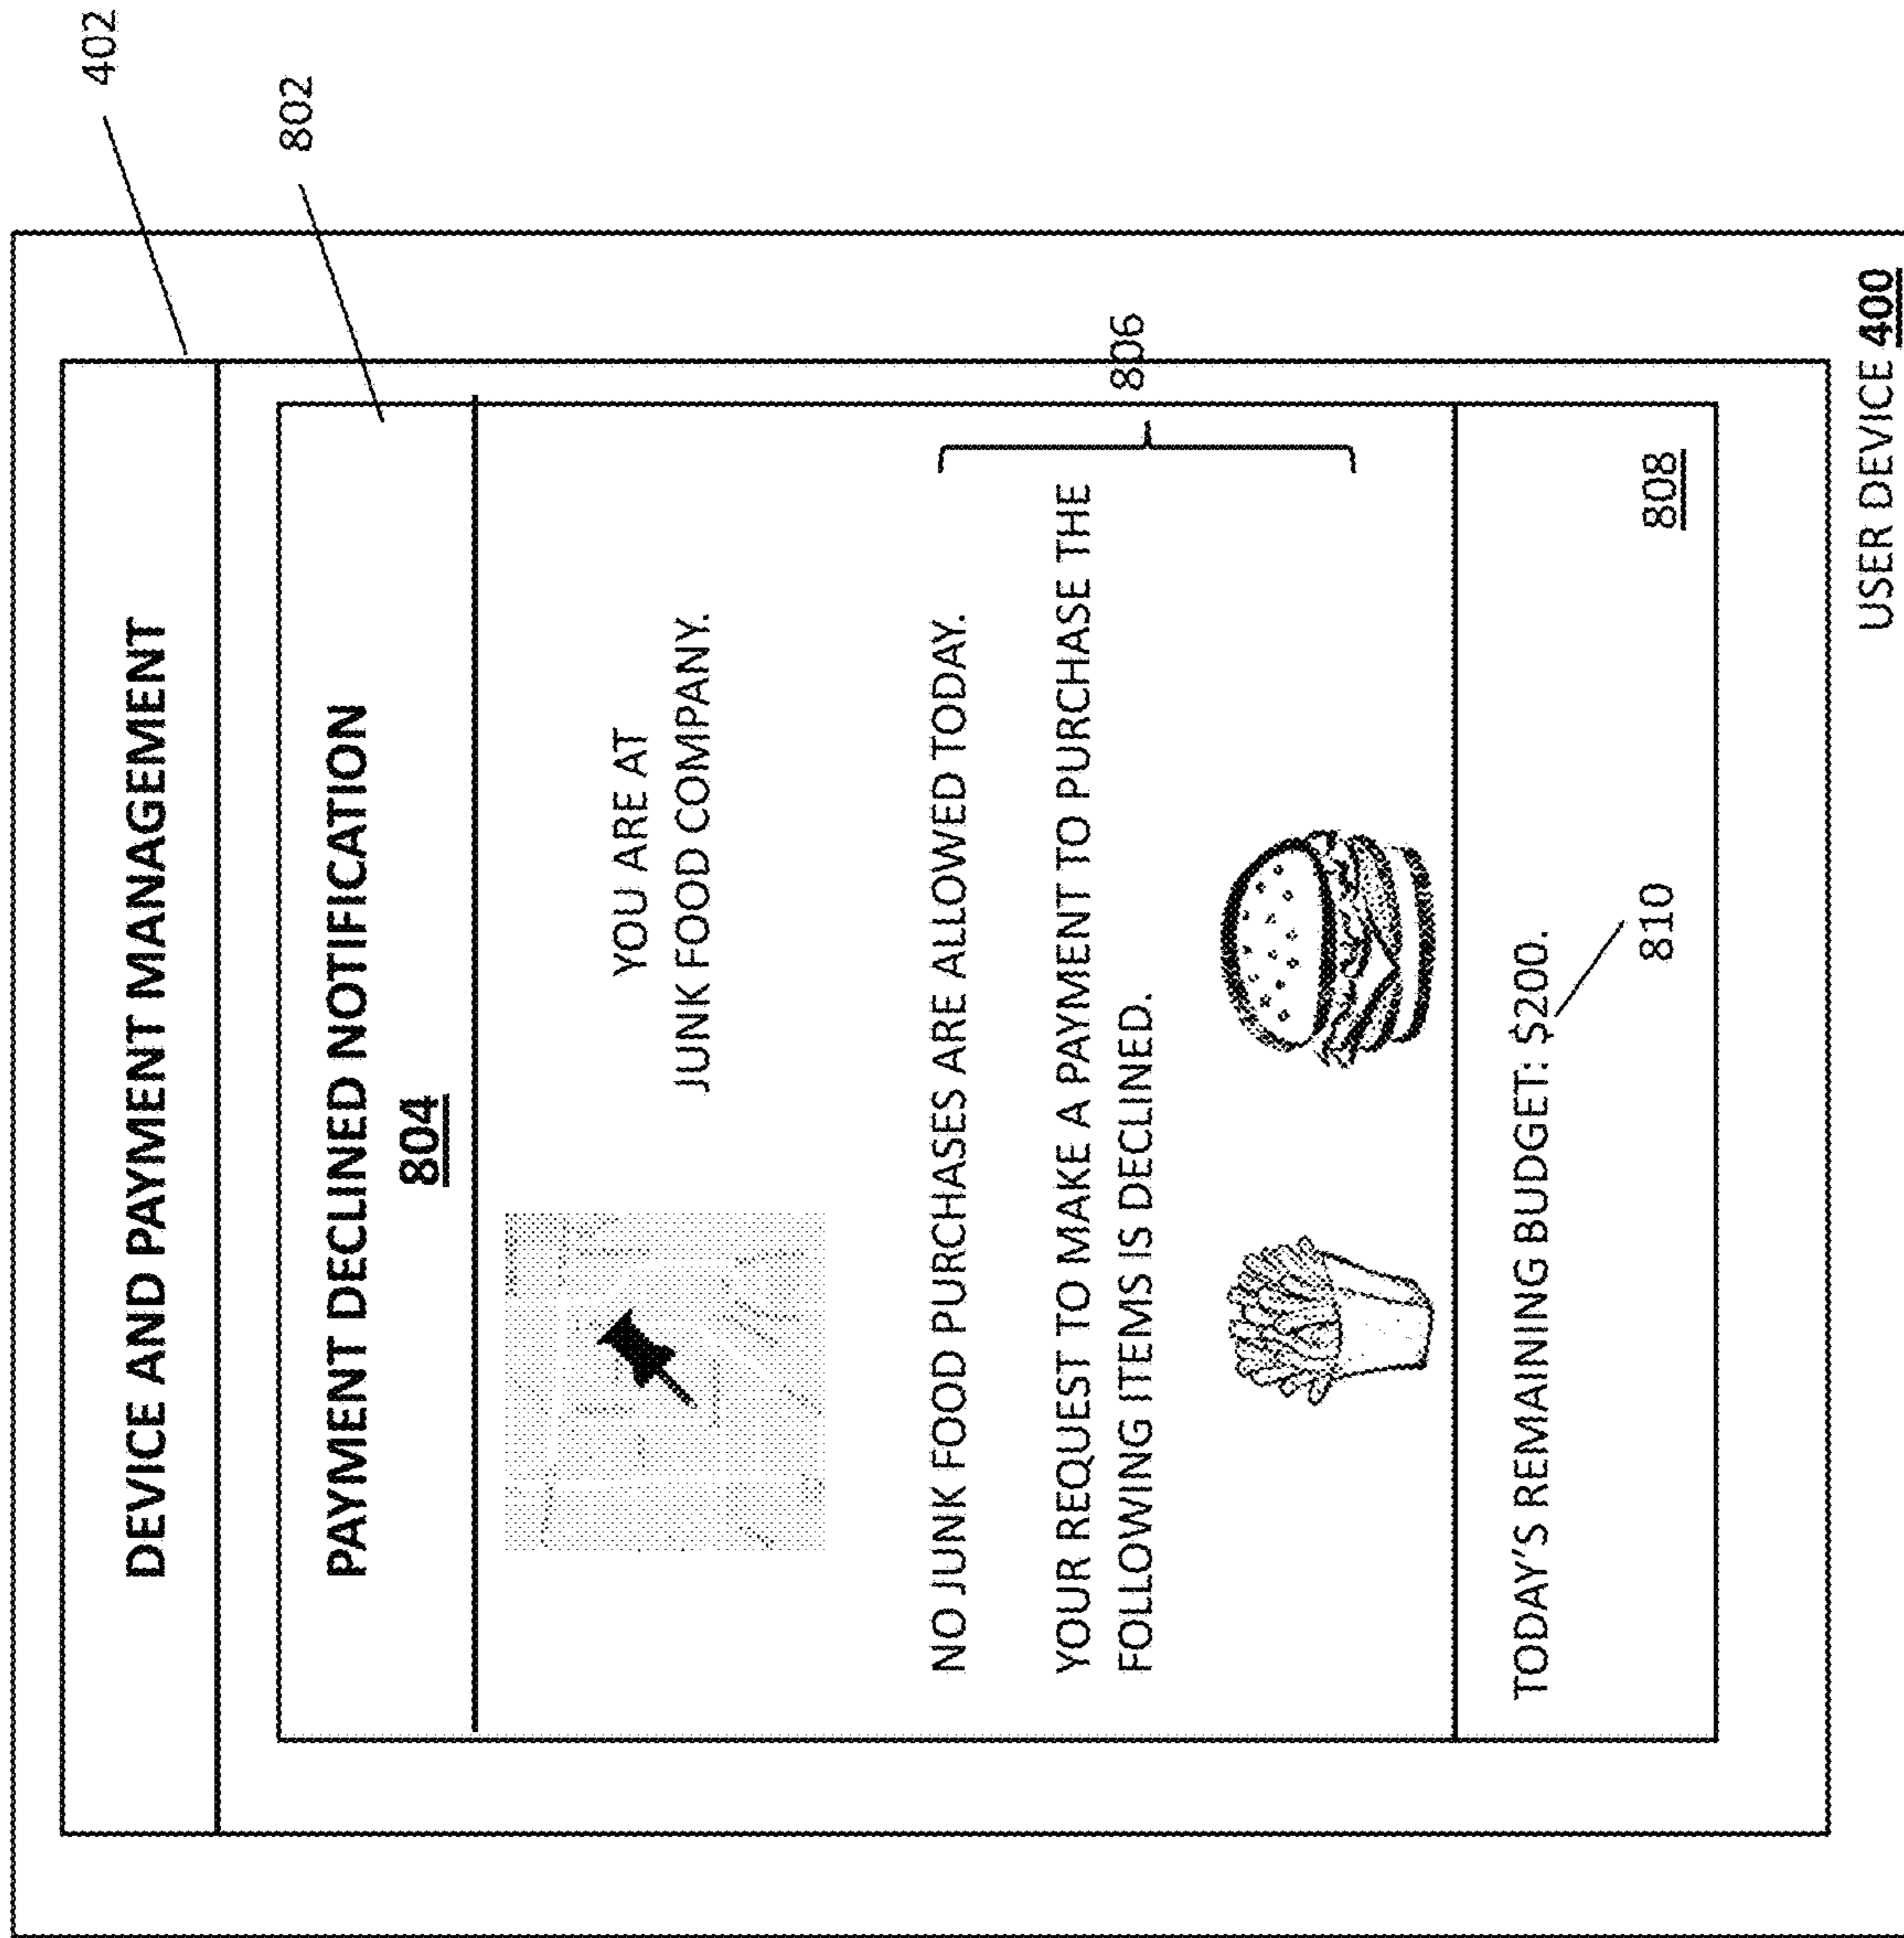 402
802
DEVICE AND PAYMENT MANAGEMENT
PAYMENT DECLINED NOTIFICATION
804
YOU ARE AT
JUNK FOOD COMPANY.
NO JUNK FOOD PURCHASES ARE ALLOWED TODAY.
806
YOUR REQUEST TO MAKE A PAYMENT TO PURCHASE THE
FOLLOWING ITEMS IS DECLINED.
TODAY'S REMAINING BUDGET: $200.
810
808
USER DEVICE 400